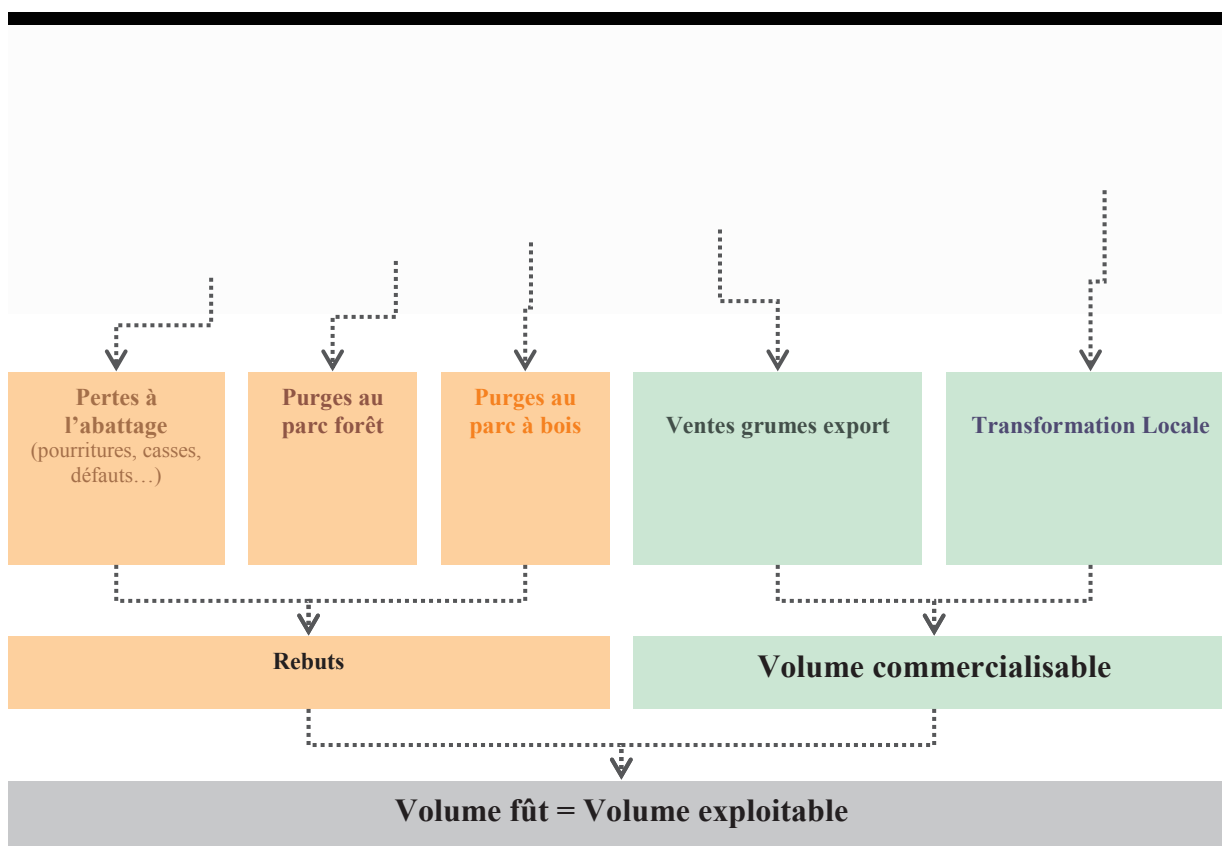 Pertes à
l’abattage
(pourritures, casses,
défauts…)
Purges au
parc forêt
Purges au
parc à bois
Ventes grumes export
Transformation Locale
Rebuts
Volume commercialisable
Volume fût = Volume exploitable